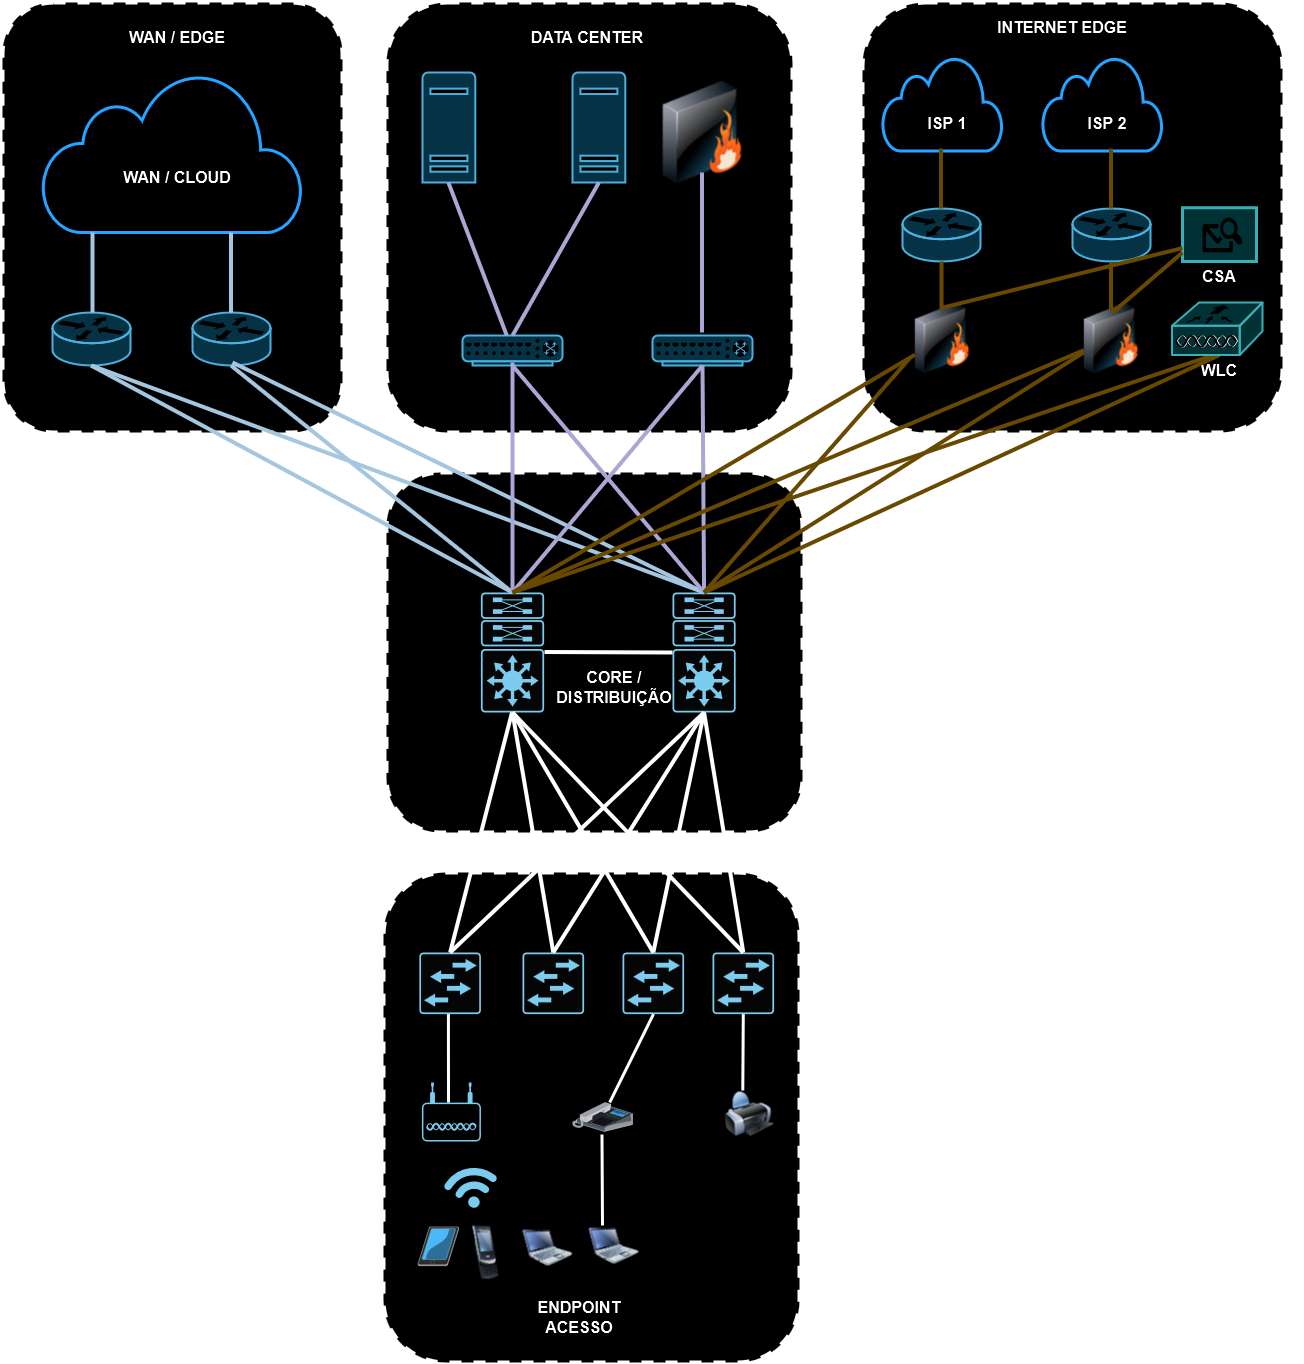 WAN / EDGE
DATA CENTER
INTERNET EDGE
WAN / CLOUD
ISP 1
ISP 2
CSA
WLC
CORE /
DISTRIBUIÇÃO
ENDPOINT
ACESSO